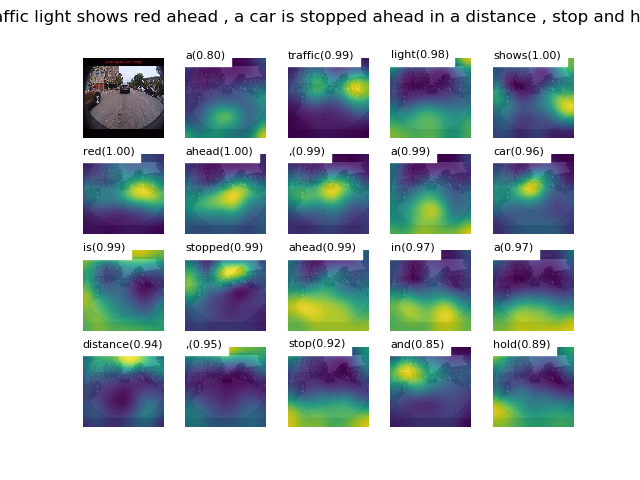 affic light shows red ahead , a car is stopped ahead in a distance , stop and h
a(0.80)
traffic(0.99)
light(0.98)
shows(1.00)
red(1.00)
ahead(1.00)
,(0.99)
a(0.99)
car(0.96)
is(0.99)
stopped(0.99)
ahead(0.99)
in(0.97)
a(0.97)
distance(0.94)
,(0.95)
stop(0.92)
and(0.85)
hold(0.89)